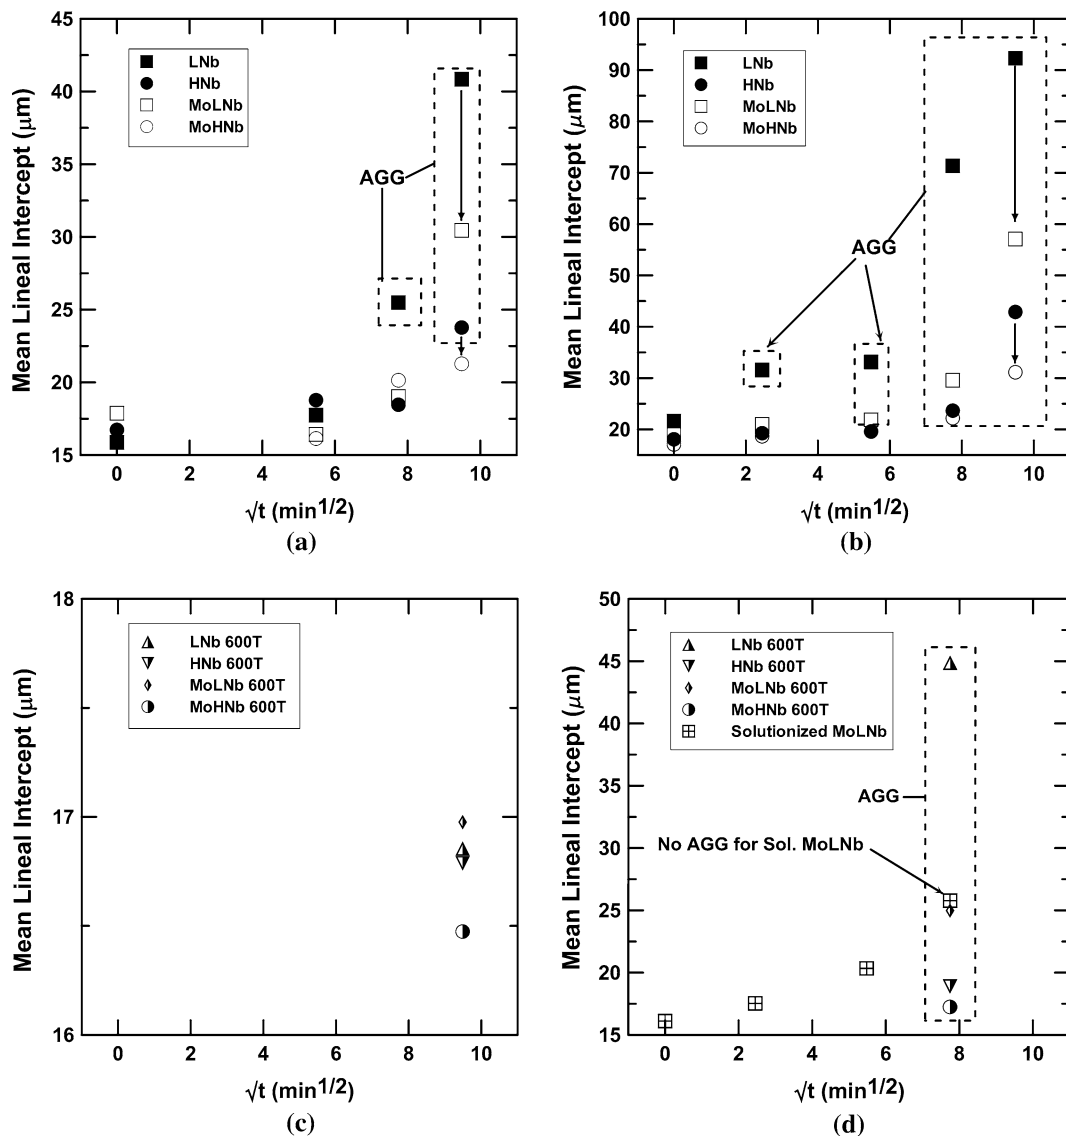 45
40
35
30
25
20
15
Mean Lineal Intercept (μm)
LNb
HNb
MoLNb
MoHNb
AGG
0 2 4 6 8 10
√t (min1/2)
(a)
100
90
80
70
60
50
40
30
20
Mean Lineal Intercept (μm)
LNb
HNb
MoLNb
MoHNb
AGG
0 2 4 6 8 10
√t (min1/2)
(b)
18
17
16
Mean Lineal Intercept (μm)
LNb 600T
HNb 600T
MoLNb 600T
MoHNb 600T
0 2 4 6 8 10
√t (min1/2)
(c)
50
45
40
35
30
25
20
15
Mean Lineal Intercept (μm)
LNb 600T
HNb 600T
MoLNb 600T
MoHNb 600T
Solutionized MoLNb
AGG
No AGG for Sol. MoLNb
0 2 4 6 8 10
√t (min1/2)
(d)